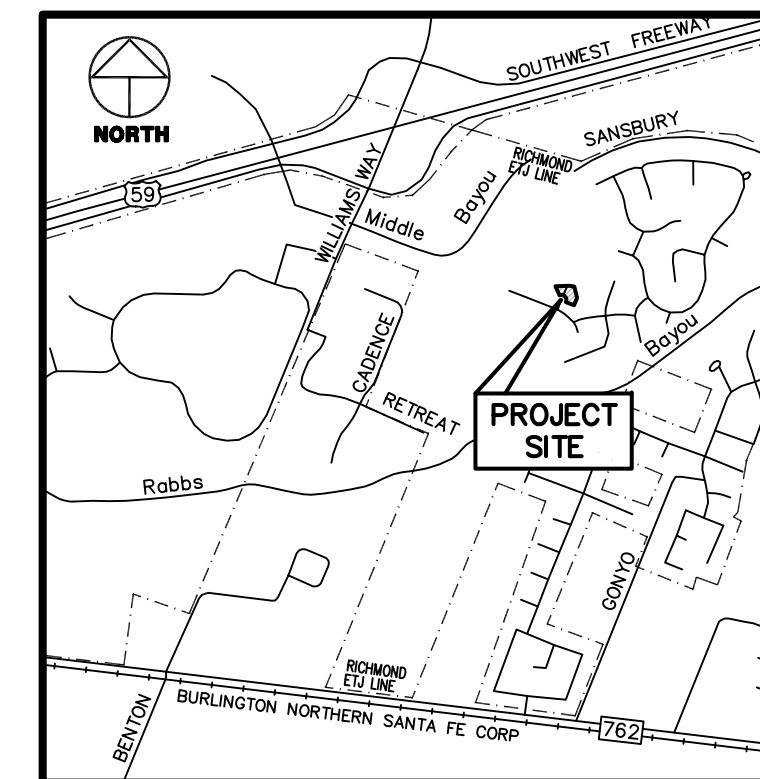 SOUTHWEST FREEWAY
NORTH
SANSBURY
RICHMOND
ETJ LINE
59
WILLIAMS WAY
Middle
Bayou
CADENCE
Bayou
RETREAT
PROJECT
SITE
Rabbs
GONYO
RICHMOND
ETJ LINE
BENTON
BURLINGTON NORTHERN SANTA FE CORP
762